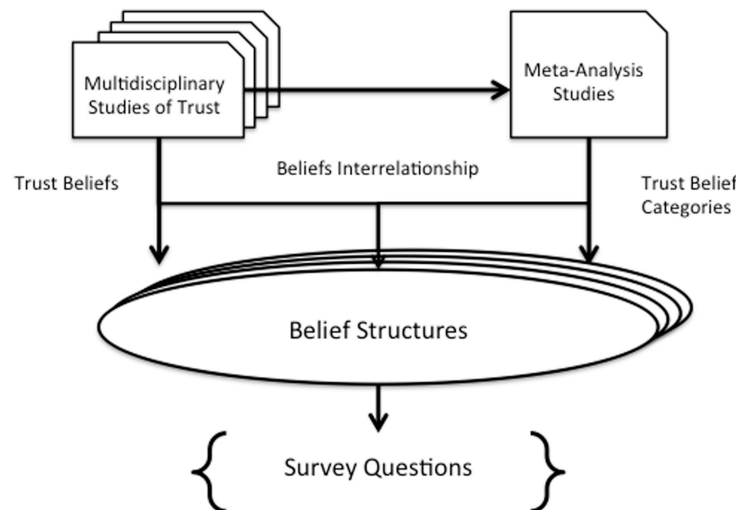 Multidisciplinary
Studies of Trust
Meta-Analysis
Studies
Trust Beliefs
Beliefs Interrelationship
Trust Belief
Categories
Belief Structures
Survey Questions